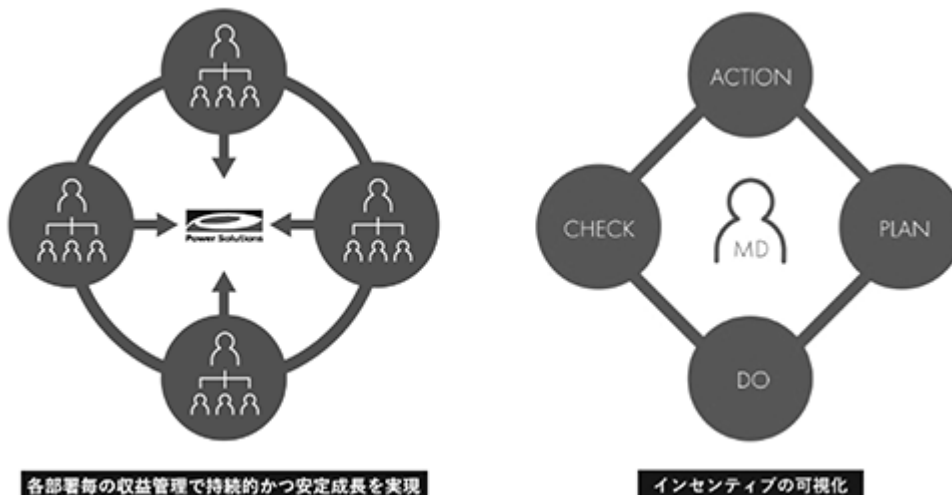 Power Solutions
各部署毎の収益管理で持続的かつ安定成長を実現
ACTION
CHECK
MD
PLAN
DO
インセンティブの可視化